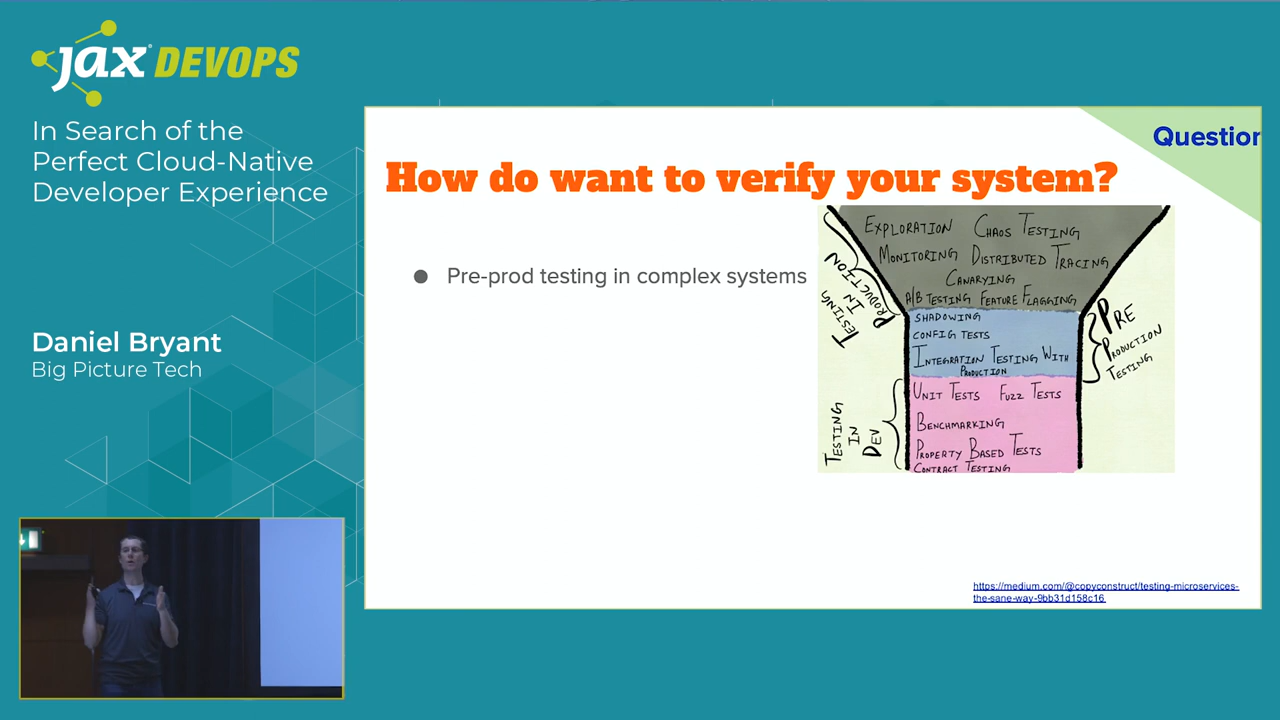 jax DEVOPS
In Search of the
Perfect Cloud-Native
Developer Experience
Daniel Bryant
Big Picture Tech
Question
How do want to verify your system?
Pre-prod testing in complex systems
EXPLORATION CHAOS TESTING
MONITORING DISTRIBUTED TRACING
CANARYING
A/B TESTING FEATURE FLAGGING
TESTING IN PRODUCTION
SHADOWING
CONFIG TESTS
INTEGRATION TESTING WITH
PRODUCTION
PRE
PRODUCTION
TESTING
UNIT TESTS FUZZ TESTS
BENCHMARKING
PROPERTY BASED TESTS
CONTRACT TESTING
TESTING
IN
DEV
https://medium.com/@copyconstruct/testing-microservices-
the-sane-way-9bb31d158c16